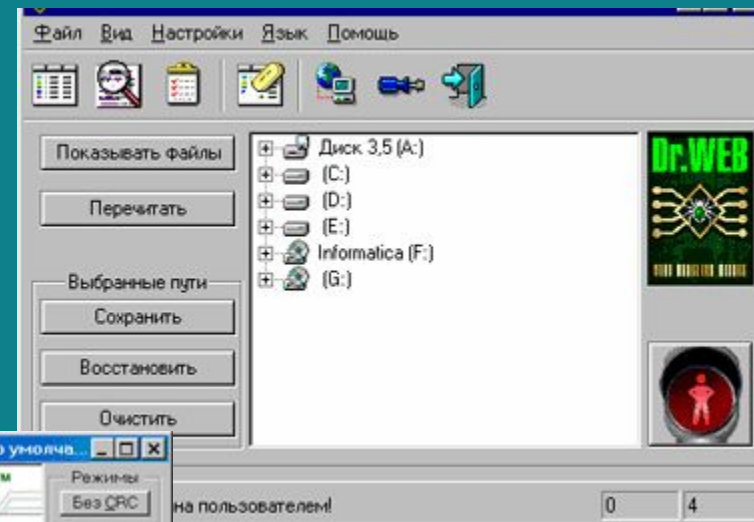 Файл Вид Настройки Язык Помощь
Показывать файлы
Перечитать
Выбранные пути
Сохранить
Восстановить
Очистить
Диск 3,5 (A:)
(C:)
(D:)
(E:)
Informatica (F:)
(G:)
Dr.WEB
умолча...
Режимы
Без CRC
на пользователем!
0 4